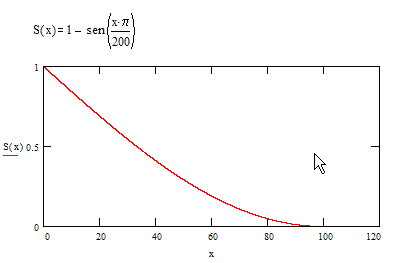 S(x) = 1 − sen(x·π/200)
1
S(x) 0.5
0
0 20 40 60 80 100 120
x